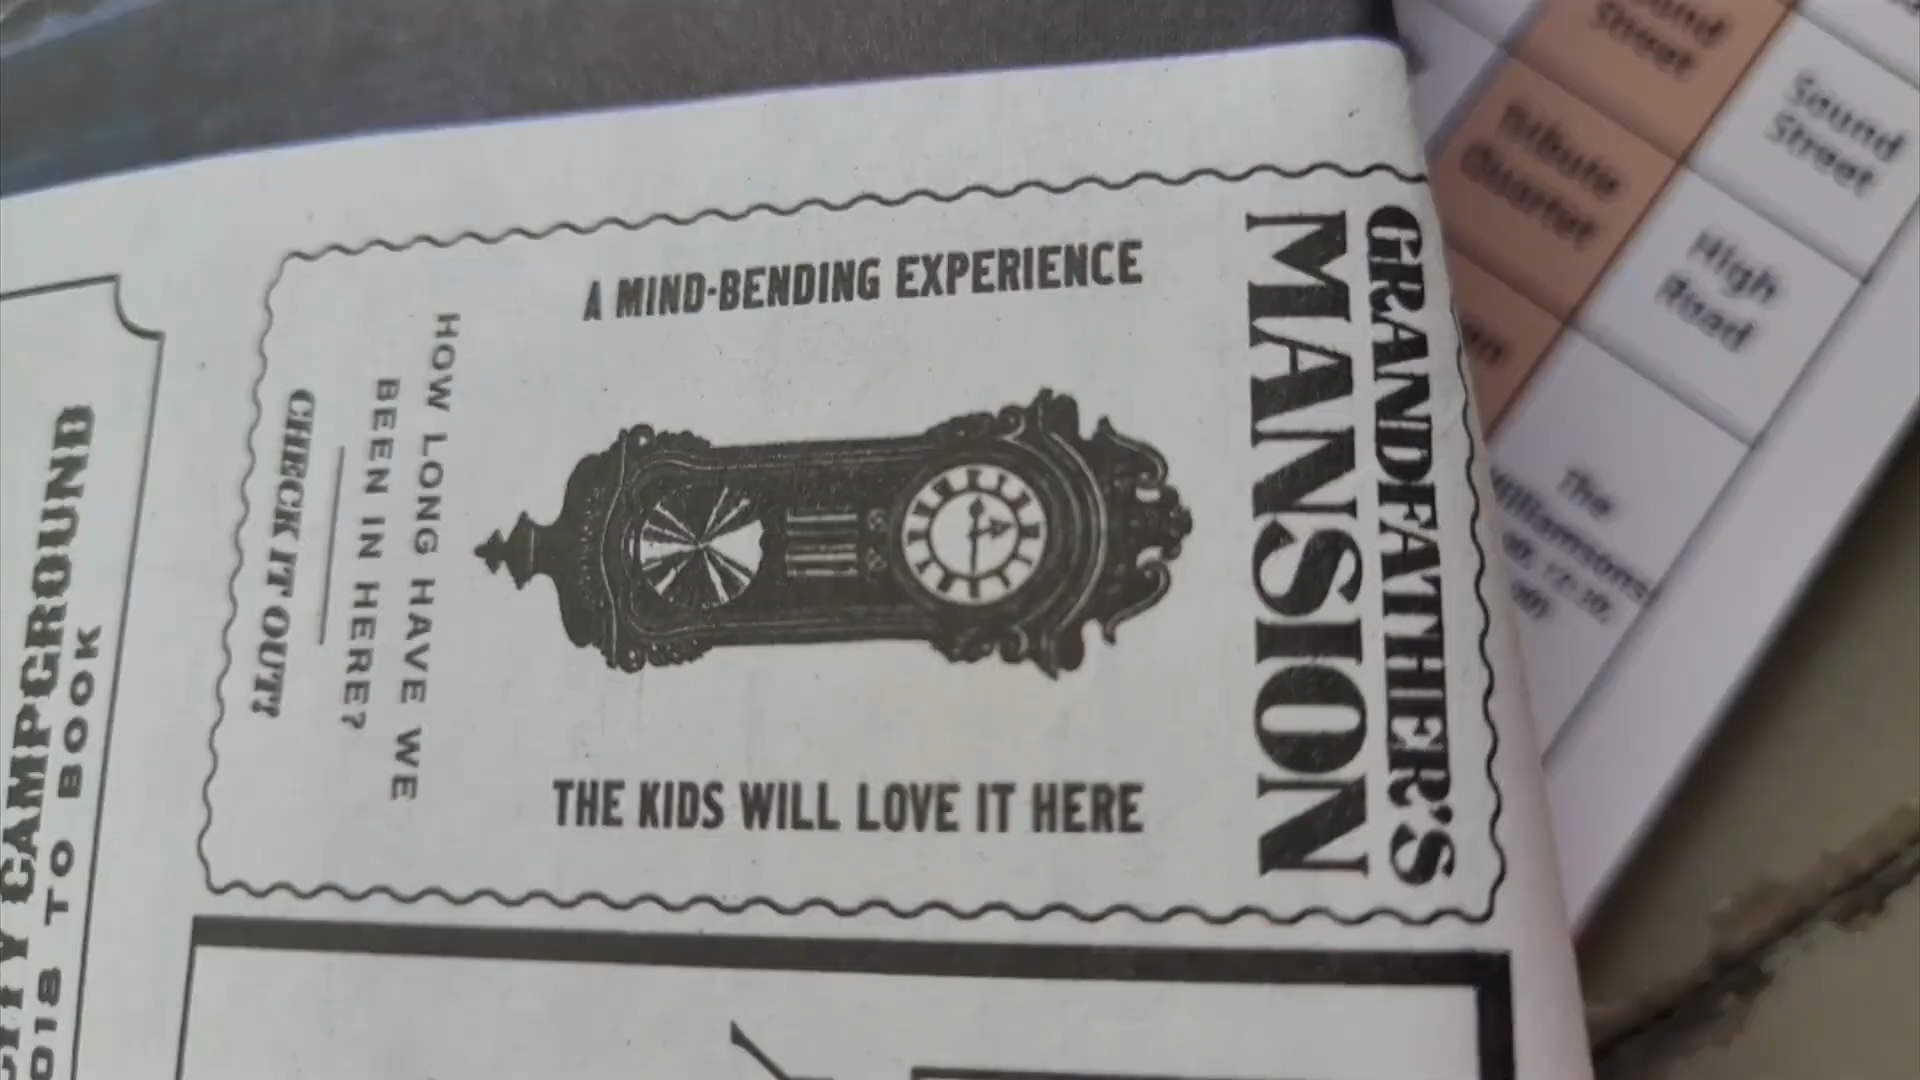 GRANDFATHER'S
MANSION
A MIND-BENDING EXPERIENCE
THE KIDS WILL LOVE IT HERE
HOW LONG HAVE WE
BEEN IN HERE?
CHECK IT OUT?
CAMPGROUND
TO BOOK
Street
Sound
Street
Tribute
Quartet
High
Road
The